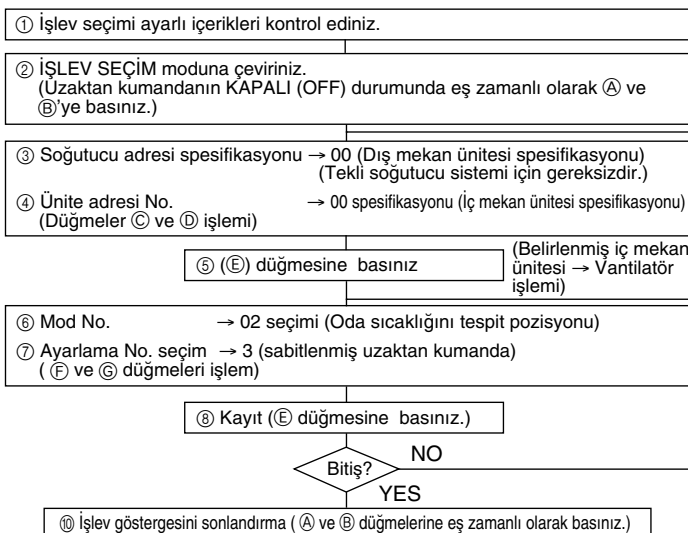 ① İşlev seçimi ayarlı içerikleri kontrol ediniz.
② İŞLEV SEÇİM moduna çeviriniz.
(Uzaktan kumandanın KAPALI (OFF) durumunda eş zamanlı olarak Ⓐ ve
Ⓑ’ye basınız.)
③ Soğutucu adresi spesifikasyonu → 00 (Dış mekan ünitesi spesifikasyonu)
(Tekli soğutucu sistemi için gereksizdir.)
④ Ünite adresi No. → 00 spesifikasyonu (İç mekan ünitesi spesifikasyonu)
(Düğmeler Ⓒ ve Ⓓ işlemi)
⑤ (Ⓔ) düğmesine basınız
(Belirlenmiş iç mekan
ünitesi → Vantilatör
işlemi)
⑥ Mod No. → 02 seçimi (Oda sıcaklığını tespit pozisyonu)
⑦ Ayarlama No. seçim → 3 (sabitlenmiş uzaktan kumanda)
( Ⓕ ve Ⓖ düğmeleri işlem)
⑧ Kayıt (Ⓔ düğmesine basınız.)
Bitiş?
NO
YES
⑩ İşlev göstergesini sonlandırma ( Ⓐ ve Ⓑ düğmelerine eş zamanlı olarak basınız.)